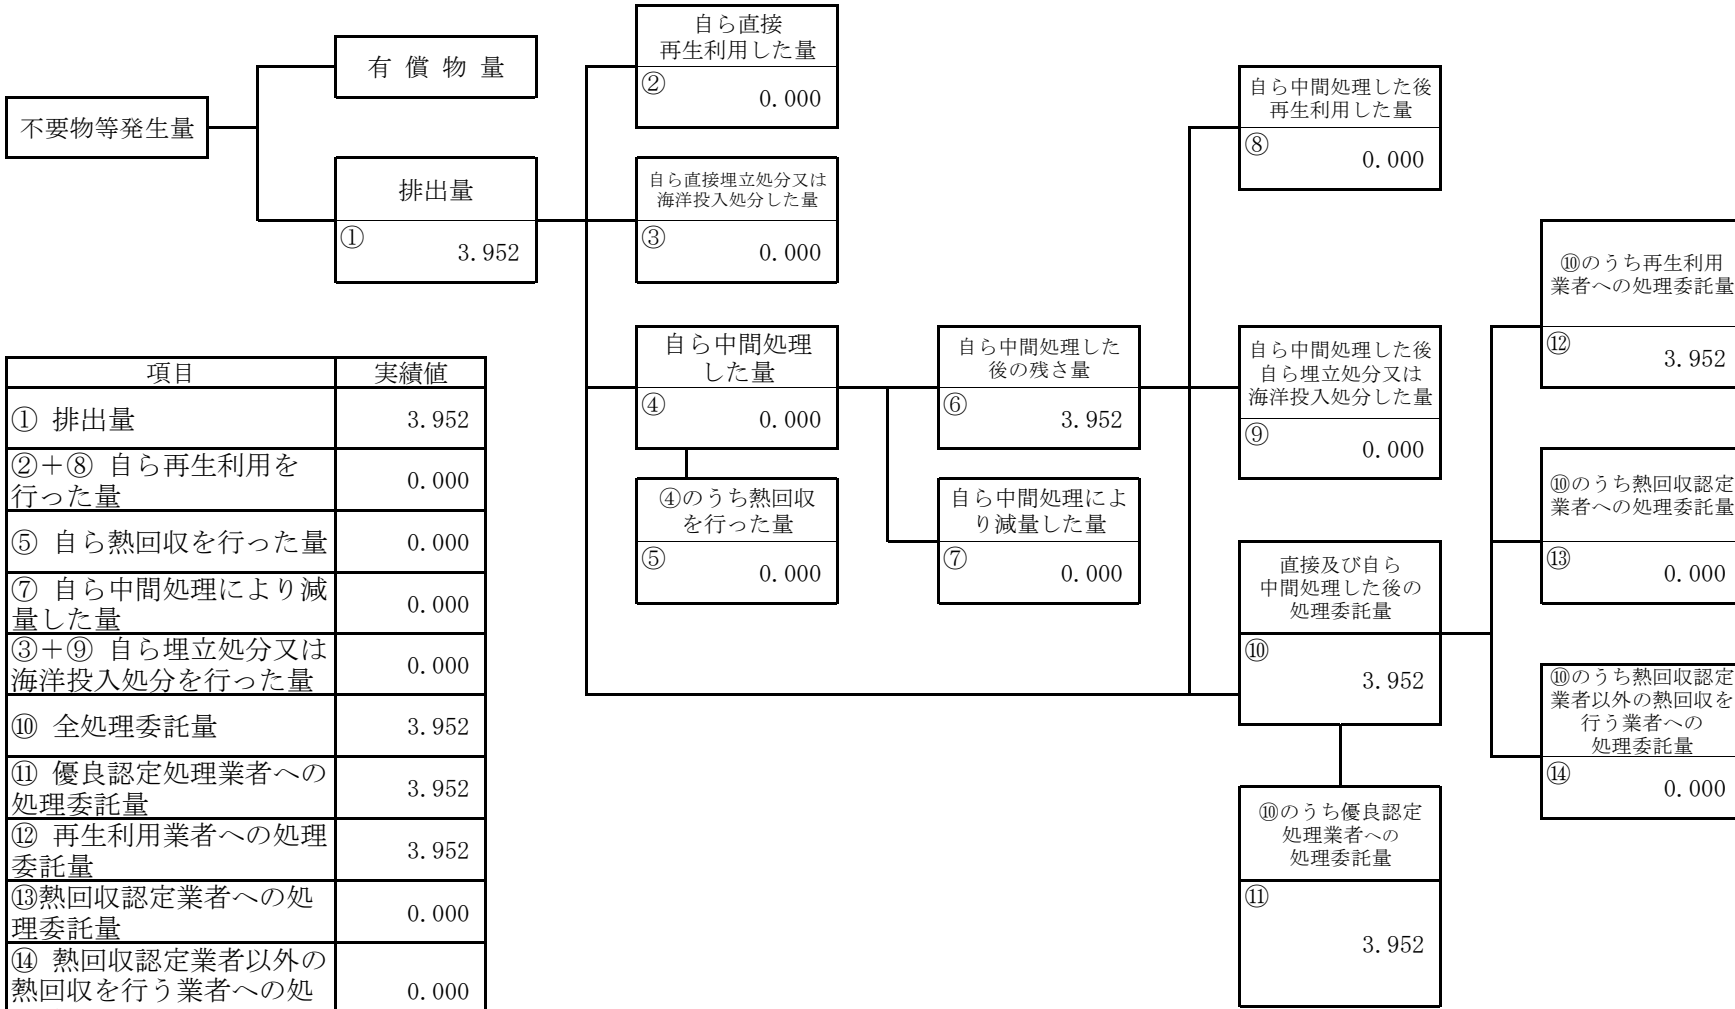 不要物等発生量
有 償 物 量
排出量
①
3.952
自ら直接
再生利用した量
②
0.000
自ら直接埋立処分又は
海洋投入処分した量
③
0.000
自ら中間処理
した量
④
0.000
④のうち熱回収
を行った量
⑤
0.000
自ら中間処理した
後の残さ量
⑥
3.952
自ら中間処理によ
り減量した量
⑦
0.000
自ら中間処理した後
再生利用した量
⑧
0.000
自ら中間処理した後
自ら埋立処分又は
海洋投入処分した量
⑨
0.000
直接及び自ら
中間処理した後の
処理委託量
⑩
3.952
⑩のうち優良認定
処理業者への
処理委託量
⑪
3.952
⑩のうち再生利用
業者への処理委託量
⑫
3.952
⑩のうち熱回収認定
業者への処理委託量
⑬
0.000
⑩のうち熱回収認定
業者以外の熱回収を
行う業者への
処理委託量
⑭
0.000
項目 実績値
① 排出量 3.952
②+⑧ 自ら再生利用を
行った量 0.000
⑤ 自ら熱回収を行った量 0.000
⑦ 自ら中間処理により減
量した量 0.000
③+⑨ 自ら埋立処分又は
海洋投入処分を行った量 0.000
⑩ 全処理委託量 3.952
⑪ 優良認定処理業者への
処理委託量 3.952
⑫ 再生利用業者への処理
委託量 3.952
⑬熱回収認定業者への処
理委託量 0.000
⑭ 熱回収認定業者以外の
熱回収を行う業者への処 0.000